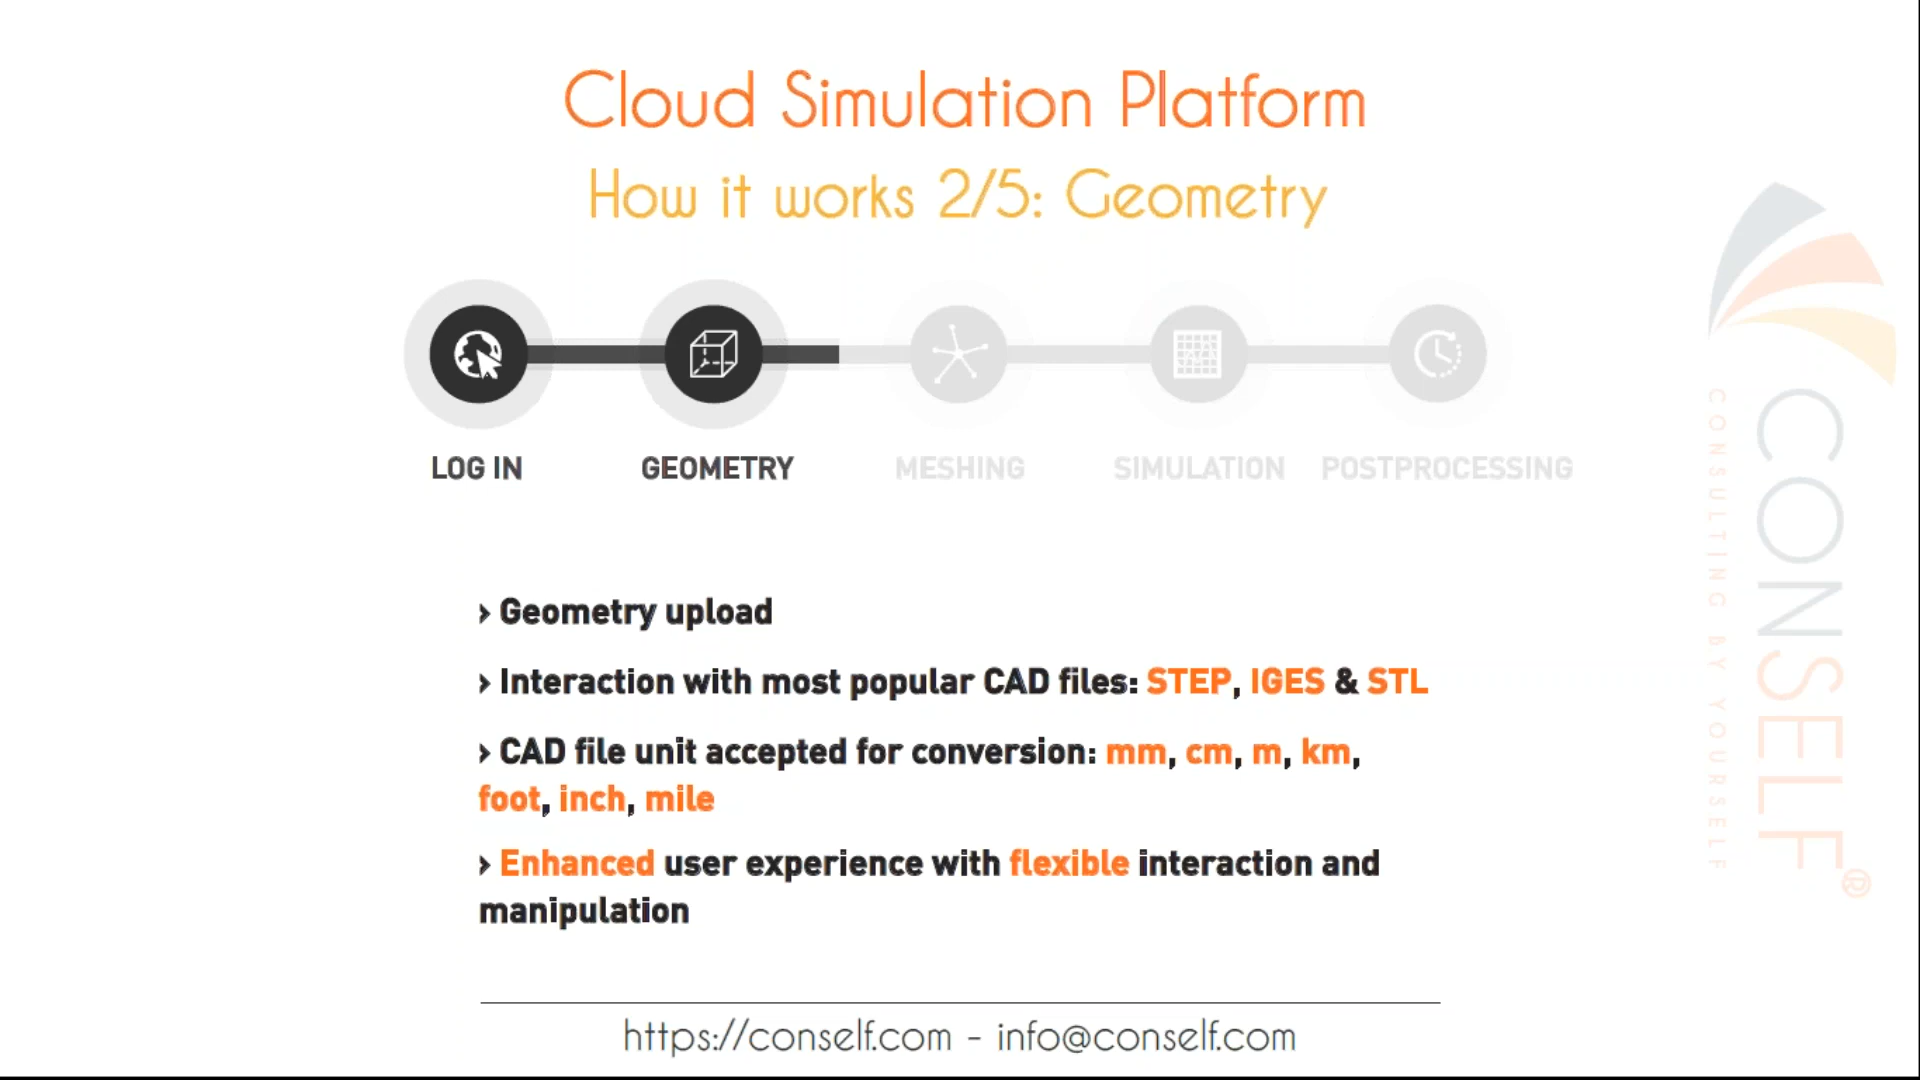 Cloud Simulation Platform
How it works 2/5: Geometry
LOG IN
GEOMETRY
MESHING
SIMULATION
POSTPROCESSING
› Geometry upload
› Interaction with most popular CAD files: STEP, IGES & STL
› CAD file unit accepted for conversion: mm, cm, m, km,
foot, inch, mile
› Enhanced user experience with flexible interaction and
manipulation
https://conself.com - info@conself.com
CONSELF®
CONSULTING BY YOURSELF